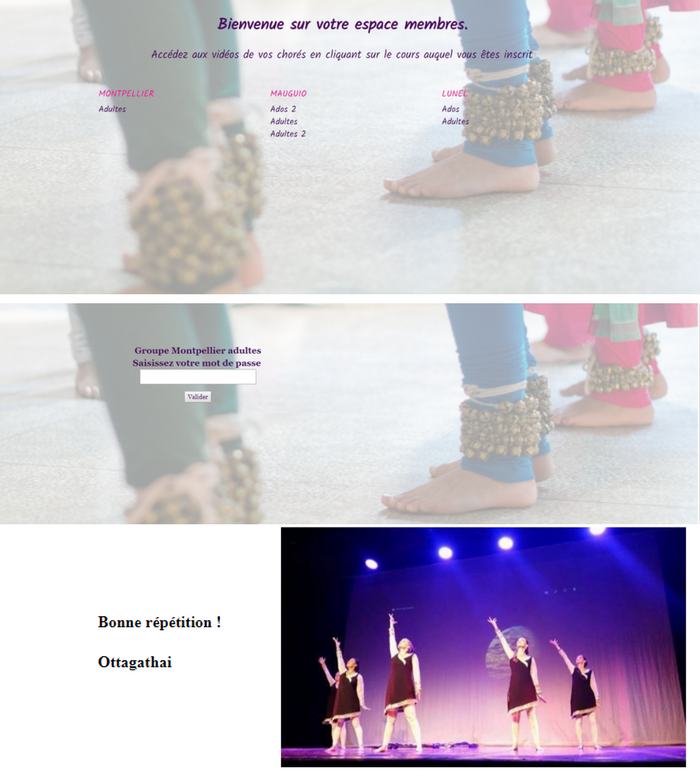 Bienvenue sur votre espace membres.
Accédez aux vidéos de vos chorés en cliquant sur le cours auquel vous êtes inscrit
MONTPELLIER
Adultes
MAUGUIO
Ados 2
Adultes
Adultes 2
LUNEL
Ados
Adultes
Groupe Montpellier adultes
Saisissez votre mot de passe
Valider
Bonne répétition !
Ottagathai